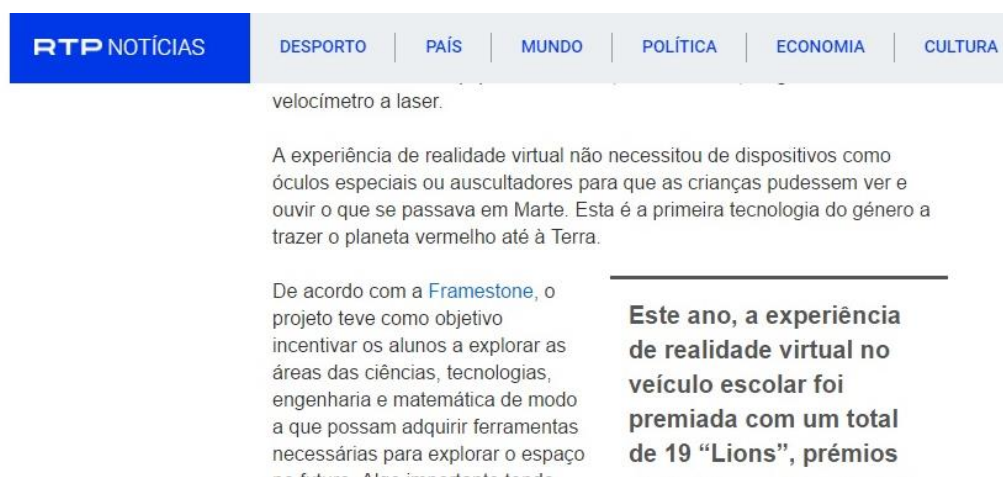 RTP NOTÍCIAS
DESPORTO
PAÍS
MUNDO
POLÍTICA
ECONOMIA
CULTURA
velocímetro a laser.
A experiência de realidade virtual não necessitou de dispositivos como
óculos especiais ou auscultadores para que as crianças pudessem ver e
ouvir o que se passava em Marte. Esta é a primeira tecnologia do género a
trazer o planeta vermelho até à Terra.
De acordo com a Framestone, o
projeto teve como objetivo
incentivar os alunos a explorar as
áreas das ciências, tecnologias,
engenharia e matemática de modo
a que possam adquirir ferramentas
necessárias para explorar o espaço
Este ano, a experiência
de realidade virtual no
veículo escolar foi
premiada com um total
de 19 “Lions”, prémios